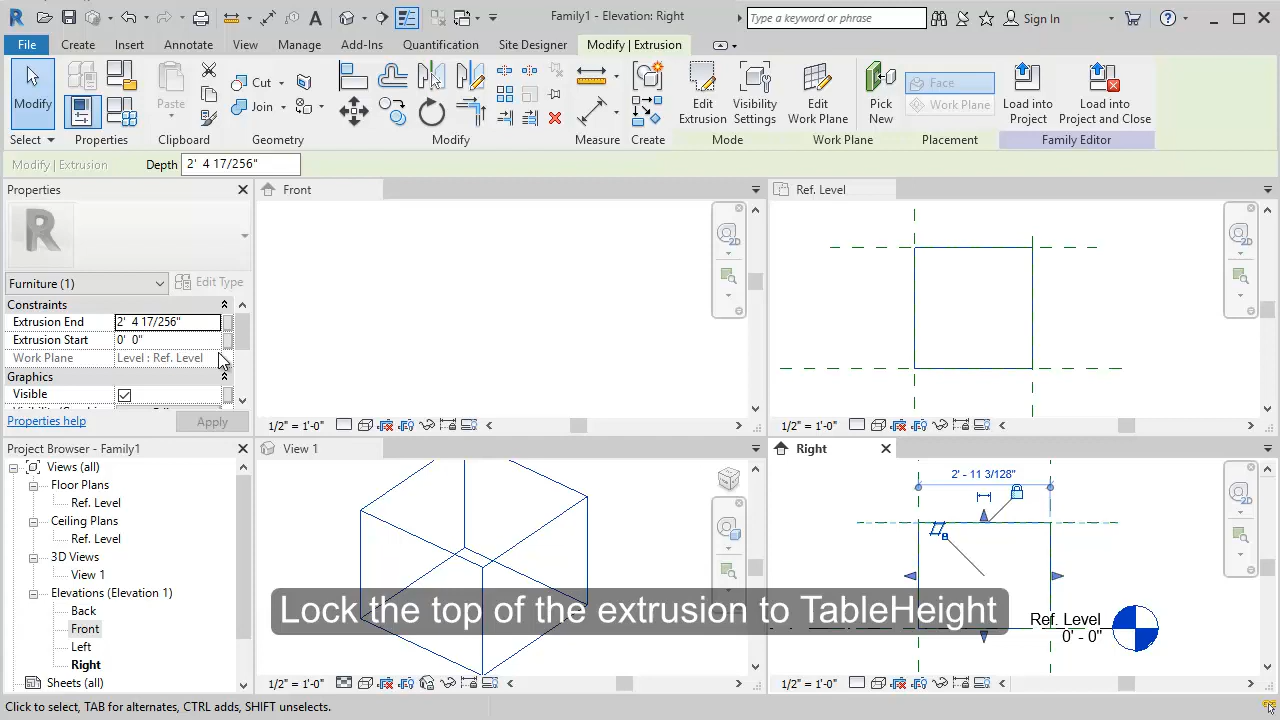 Family1 - Elevation: Right
Type a keyword or phrase
Sign In
File
Create
Insert
Annotate
View
Manage
Add-Ins
Quantification
Site Designer
Modify | Extrusion
Modify
Paste
Cut
Join
Edit
Extrusion
Visibility
Settings
Edit
Work Plane
Pick
New
Face
Work Plane
Load into
Project
Load into
Project and Close
Select
Properties
Clipboard
Geometry
Modify
Measure
Create
Mode
Work Plane
Placement
Family Editor
Modify | Extrusion
Depth 2' 4 17/256"
Properties
Front
Ref. Level
R
Furniture (1)
Edit Type
Constraints
Extrusion End 2' 4 17/256"
Extrusion Start 0' 0"
Work Plane Level : Ref. Level
Graphics
Visible
Properties help
Apply
2D
2D
1/2" = 1'-0"
1/2" = 1'-0"
Project Browser - Family1
View 1
Right
Views (all)
Floor Plans
Ref. Level
Ceiling Plans
Ref. Level
3D Views
View 1
Elevations (Elevation 1)
Back
Front
Left
Right
Sheets (all)
2' - 11 3/128"
2D
Lock the top of the extrusion to TableHeight
Ref. Level
0' - 0"
1/2" = 1'-0"
1/2" = 1'-0"
Click to select, TAB for alternates, CTRL adds, SHIFT unselects.